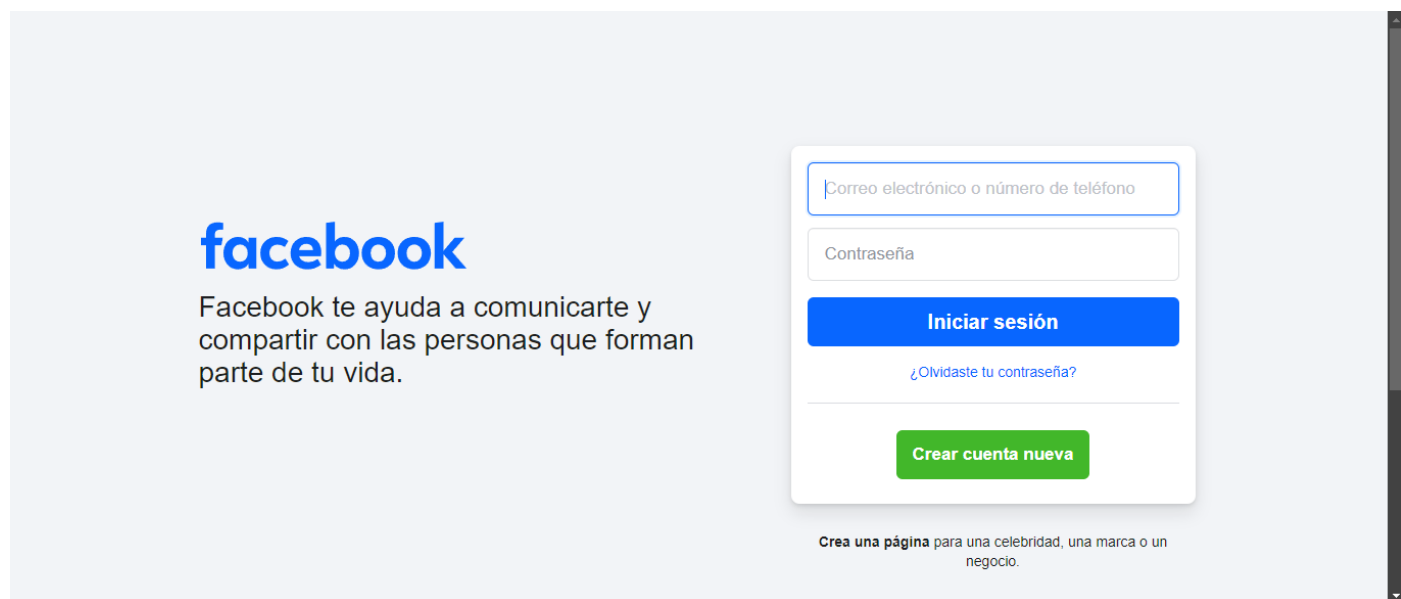 facebook
Facebook te ayuda a comunicarte y
compartir con las personas que forman
parte de tu vida.
Correo electrónico o número de teléfono
Contraseña
Iniciar sesión
¿Olvidaste tu contraseña?
Crear cuenta nueva
Crea una página para una celebridad, una marca o un
negocio.